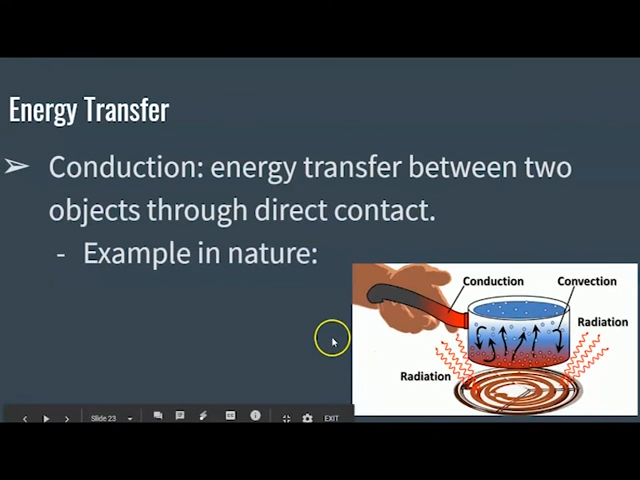 Energy Transfer
➢ Conduction: energy transfer between two
objects through direct contact.
- Example in nature:
Conduction
Convection
Radiation
Radiation
Slide 23
EXIT